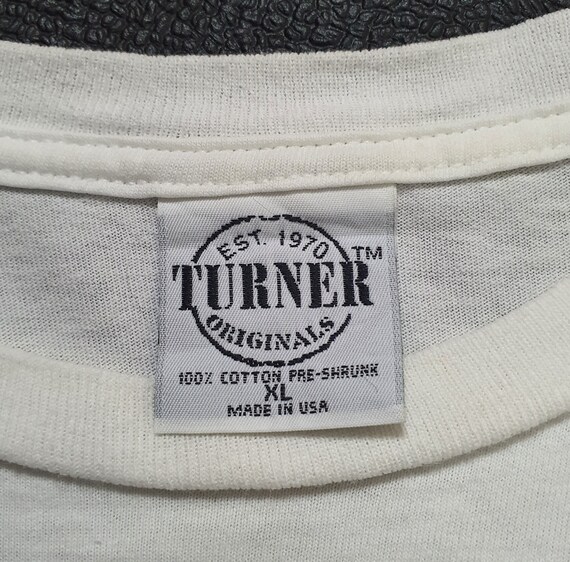 EST. 1970
TURNER™
ORIGINALS
100% COTTON PRE-SHRUNK
XL
MADE IN USA